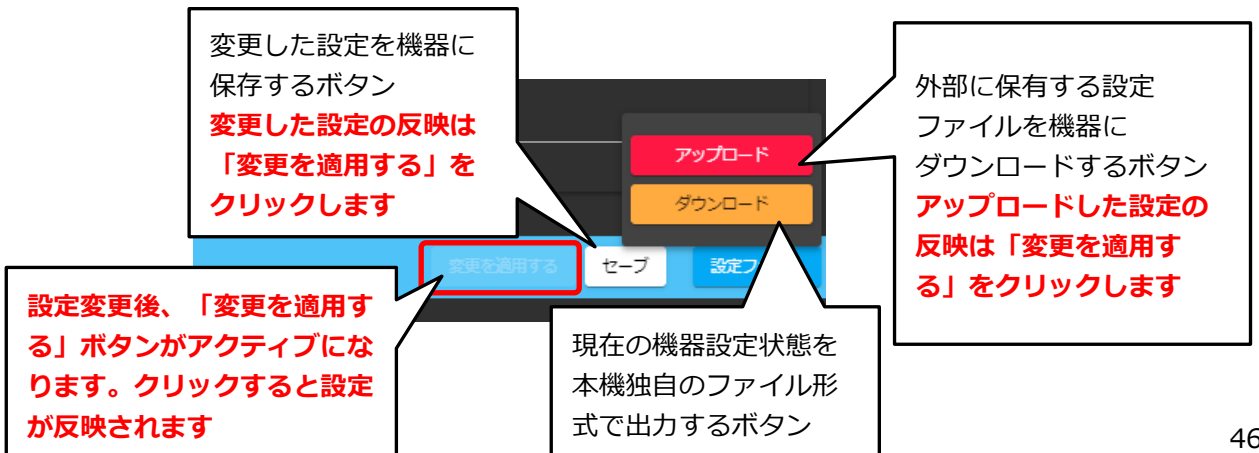 変更した設定を機器に
保存するボタン
変更した設定の反映は
「変更を適用する」を
クリックします
外部に保有する設定
ファイルを機器に
ダウンロードするボタン
アップロードした設定の
反映は「変更を適用す
る」をクリックします
アップロード
ダウンロード
変更を適用する
セーブ
設定フ
設定変更後、「変更を適用す
る」ボタンがアクティブにな
ります。クリックすると設定
が反映されます
現在の機器設定状態を
本機独自のファイル形
式で出力するボタン
46